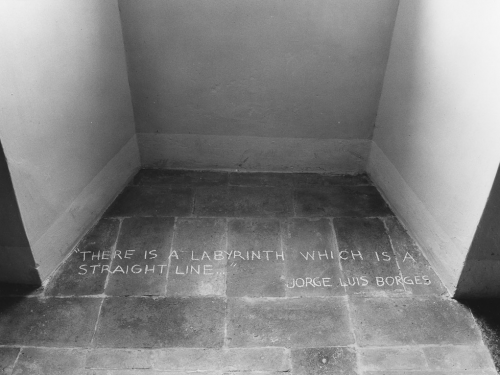 "THERE IS A LABYRINTH WHICH IS A
STRAIGHT LINE..."
JORGE LUIS BORGES